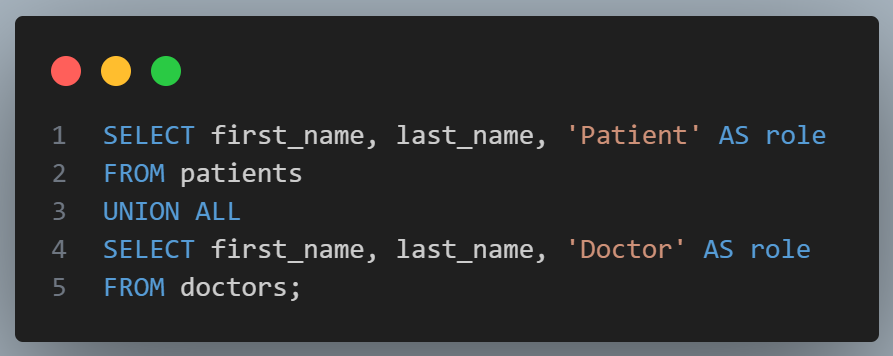 1 SELECT first_name, last_name, 'Patient' AS role
2 FROM patients
3 UNION ALL
4 SELECT first_name, last_name, 'Doctor' AS role
5 FROM doctors;